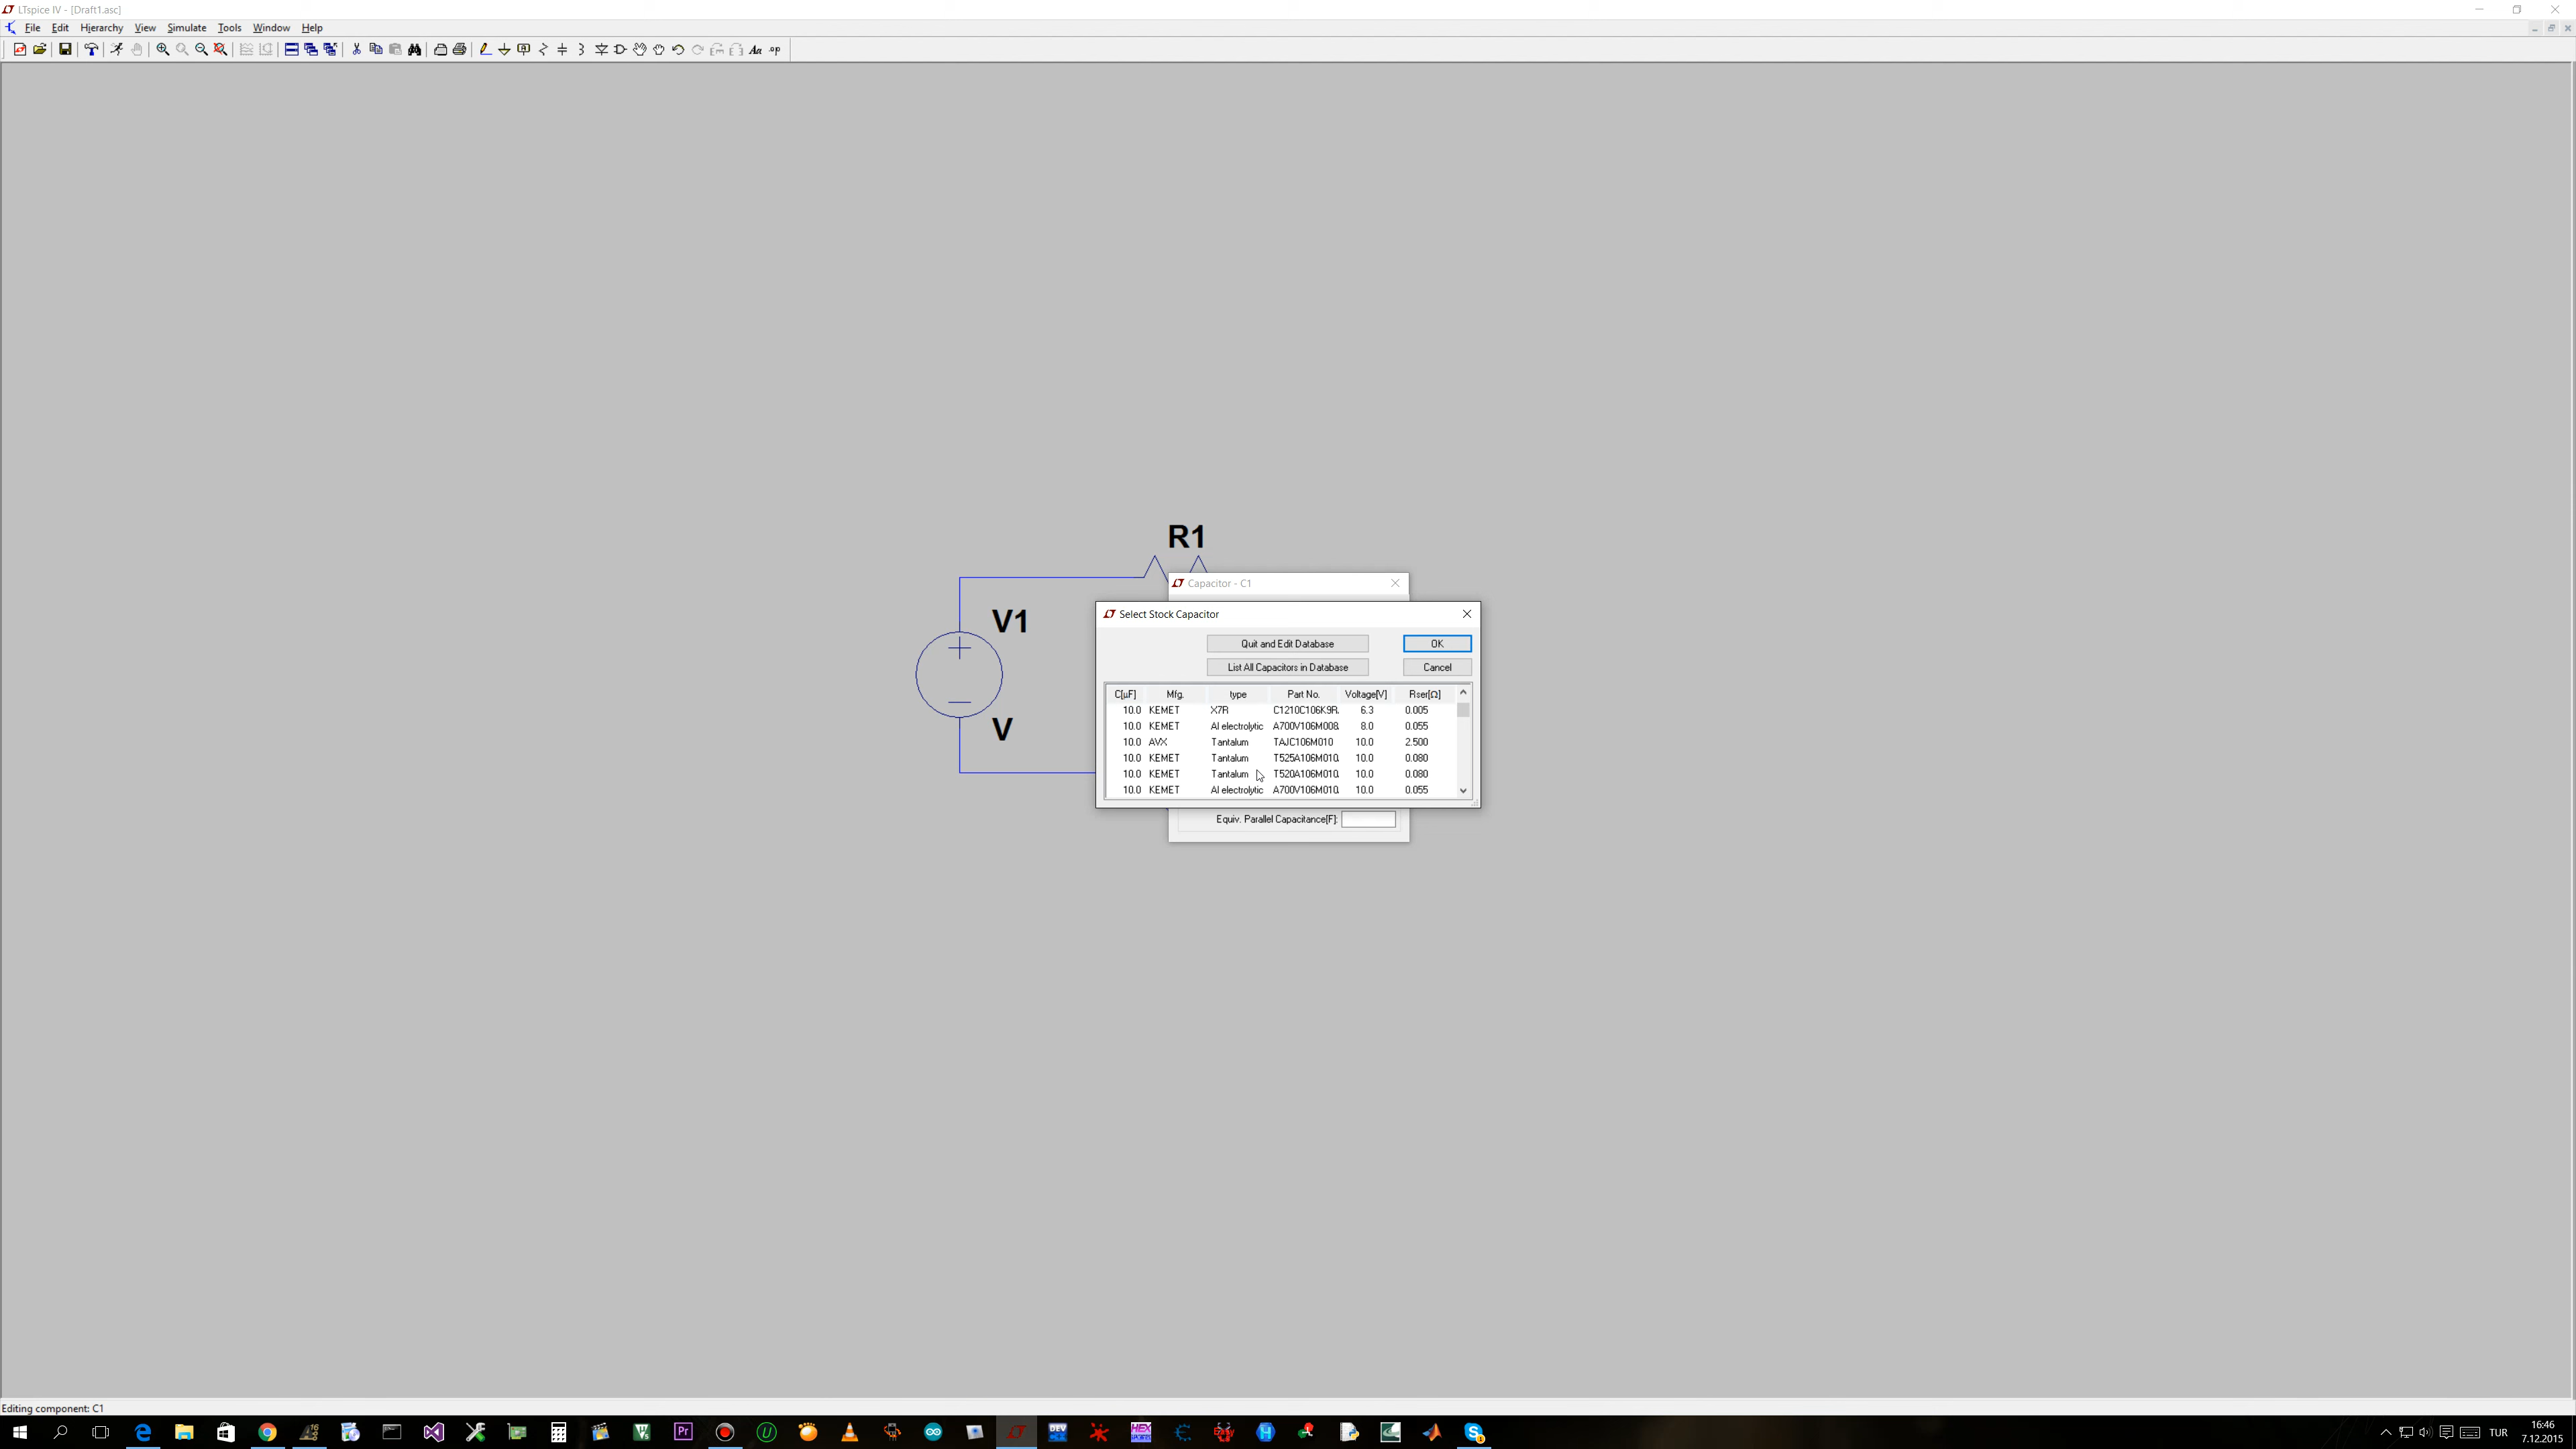 LTspice IV - [Draft1.asc]
File Edit Hierarchy View Simulate Tools Window Help
Aa .op
R1
V1
V
Capacitor - C1
Select Stock Capacitor
Quit and Edit Database OK
List All Capacitors in Database Cancel
C[µF] Mfg. type Part No. Voltage[V] Rser[Ω]
10.0 KEMET X7R C1210C106K9R. 6.3 0.005
10.0 KEMET Al electrolytic A700V106M008. 8.0 0.055
10.0 AVX Tantalum TAJC106M010 10.0 2.500
10.0 KEMET Tantalum T525A106M010. 10.0 0.080
10.0 KEMET Tantalum T520A106M010. 10.0 0.080
10.0 KEMET Al electrolytic A700V106M010. 10.0 0.055
Equiv. Parallel Capacitance[F]:
Editing component: C1
TUR
16:46
7.12.2015